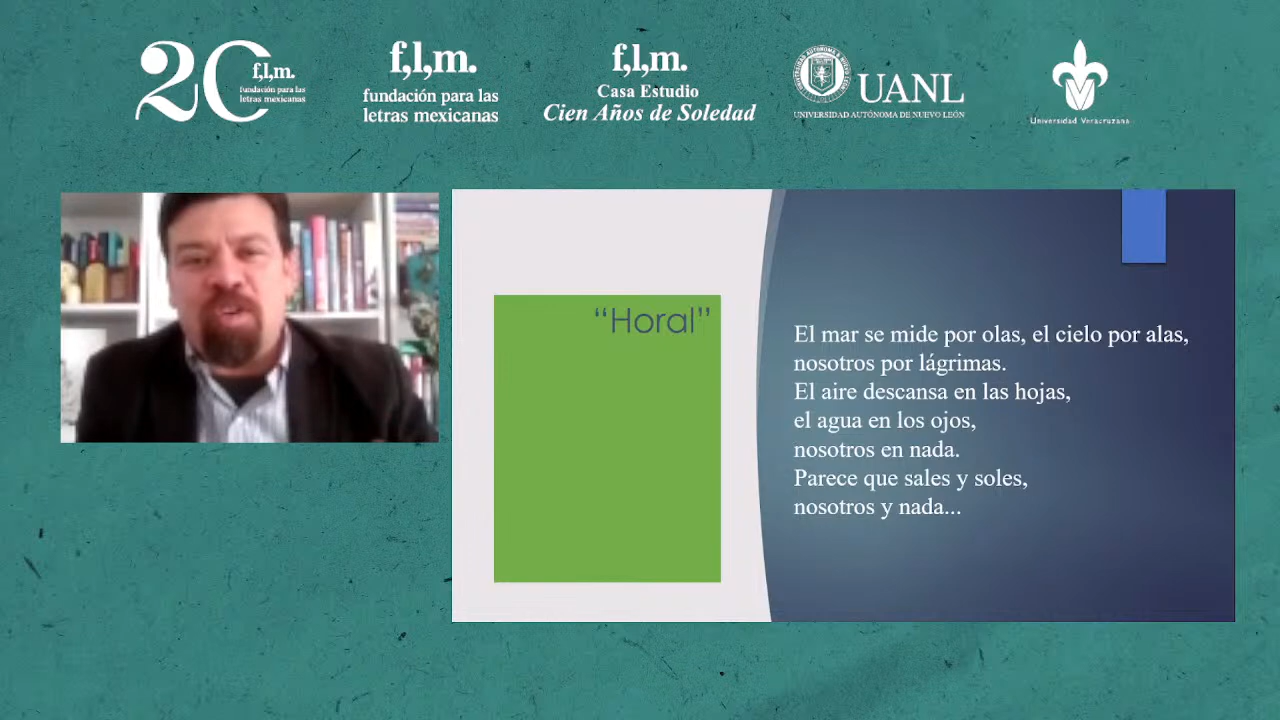 20 f,l,m.
fundación para las
letras mexicanas
f,l,m.
fundación para las
letras mexicanas
f,l,m.
Casa Estudio
Cien Años de Soledad
UANL
UNIVERSIDAD AUTÓNOMA DE NUEVO LEÓN
Universidad Veracruzana
“Horal”
El mar se mide por olas, el cielo por alas,
nosotros por lágrimas.
El aire descansa en las hojas,
el agua en los ojos,
nosotros en nada.
Parece que sales y soles,
nosotros y nada...